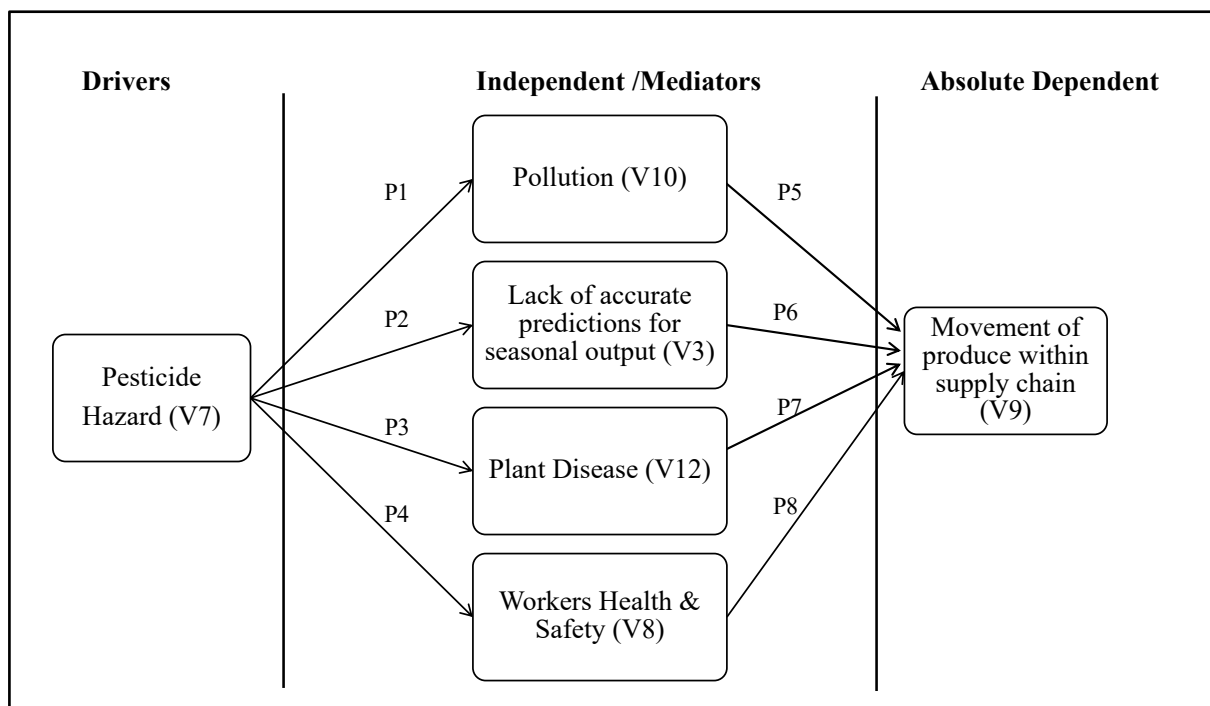 Drivers
Independent /Mediators
Absolute Dependent
Pesticide
Hazard (V7)
P1
P2
P3
P4
Pollution (V10)
Lack of accurate
predictions for
seasonal output (V3)
Plant Disease (V12)
Workers Health &
Safety (V8)
P5
P6
P7
P8
Movement of
produce within
supply chain
(V9)